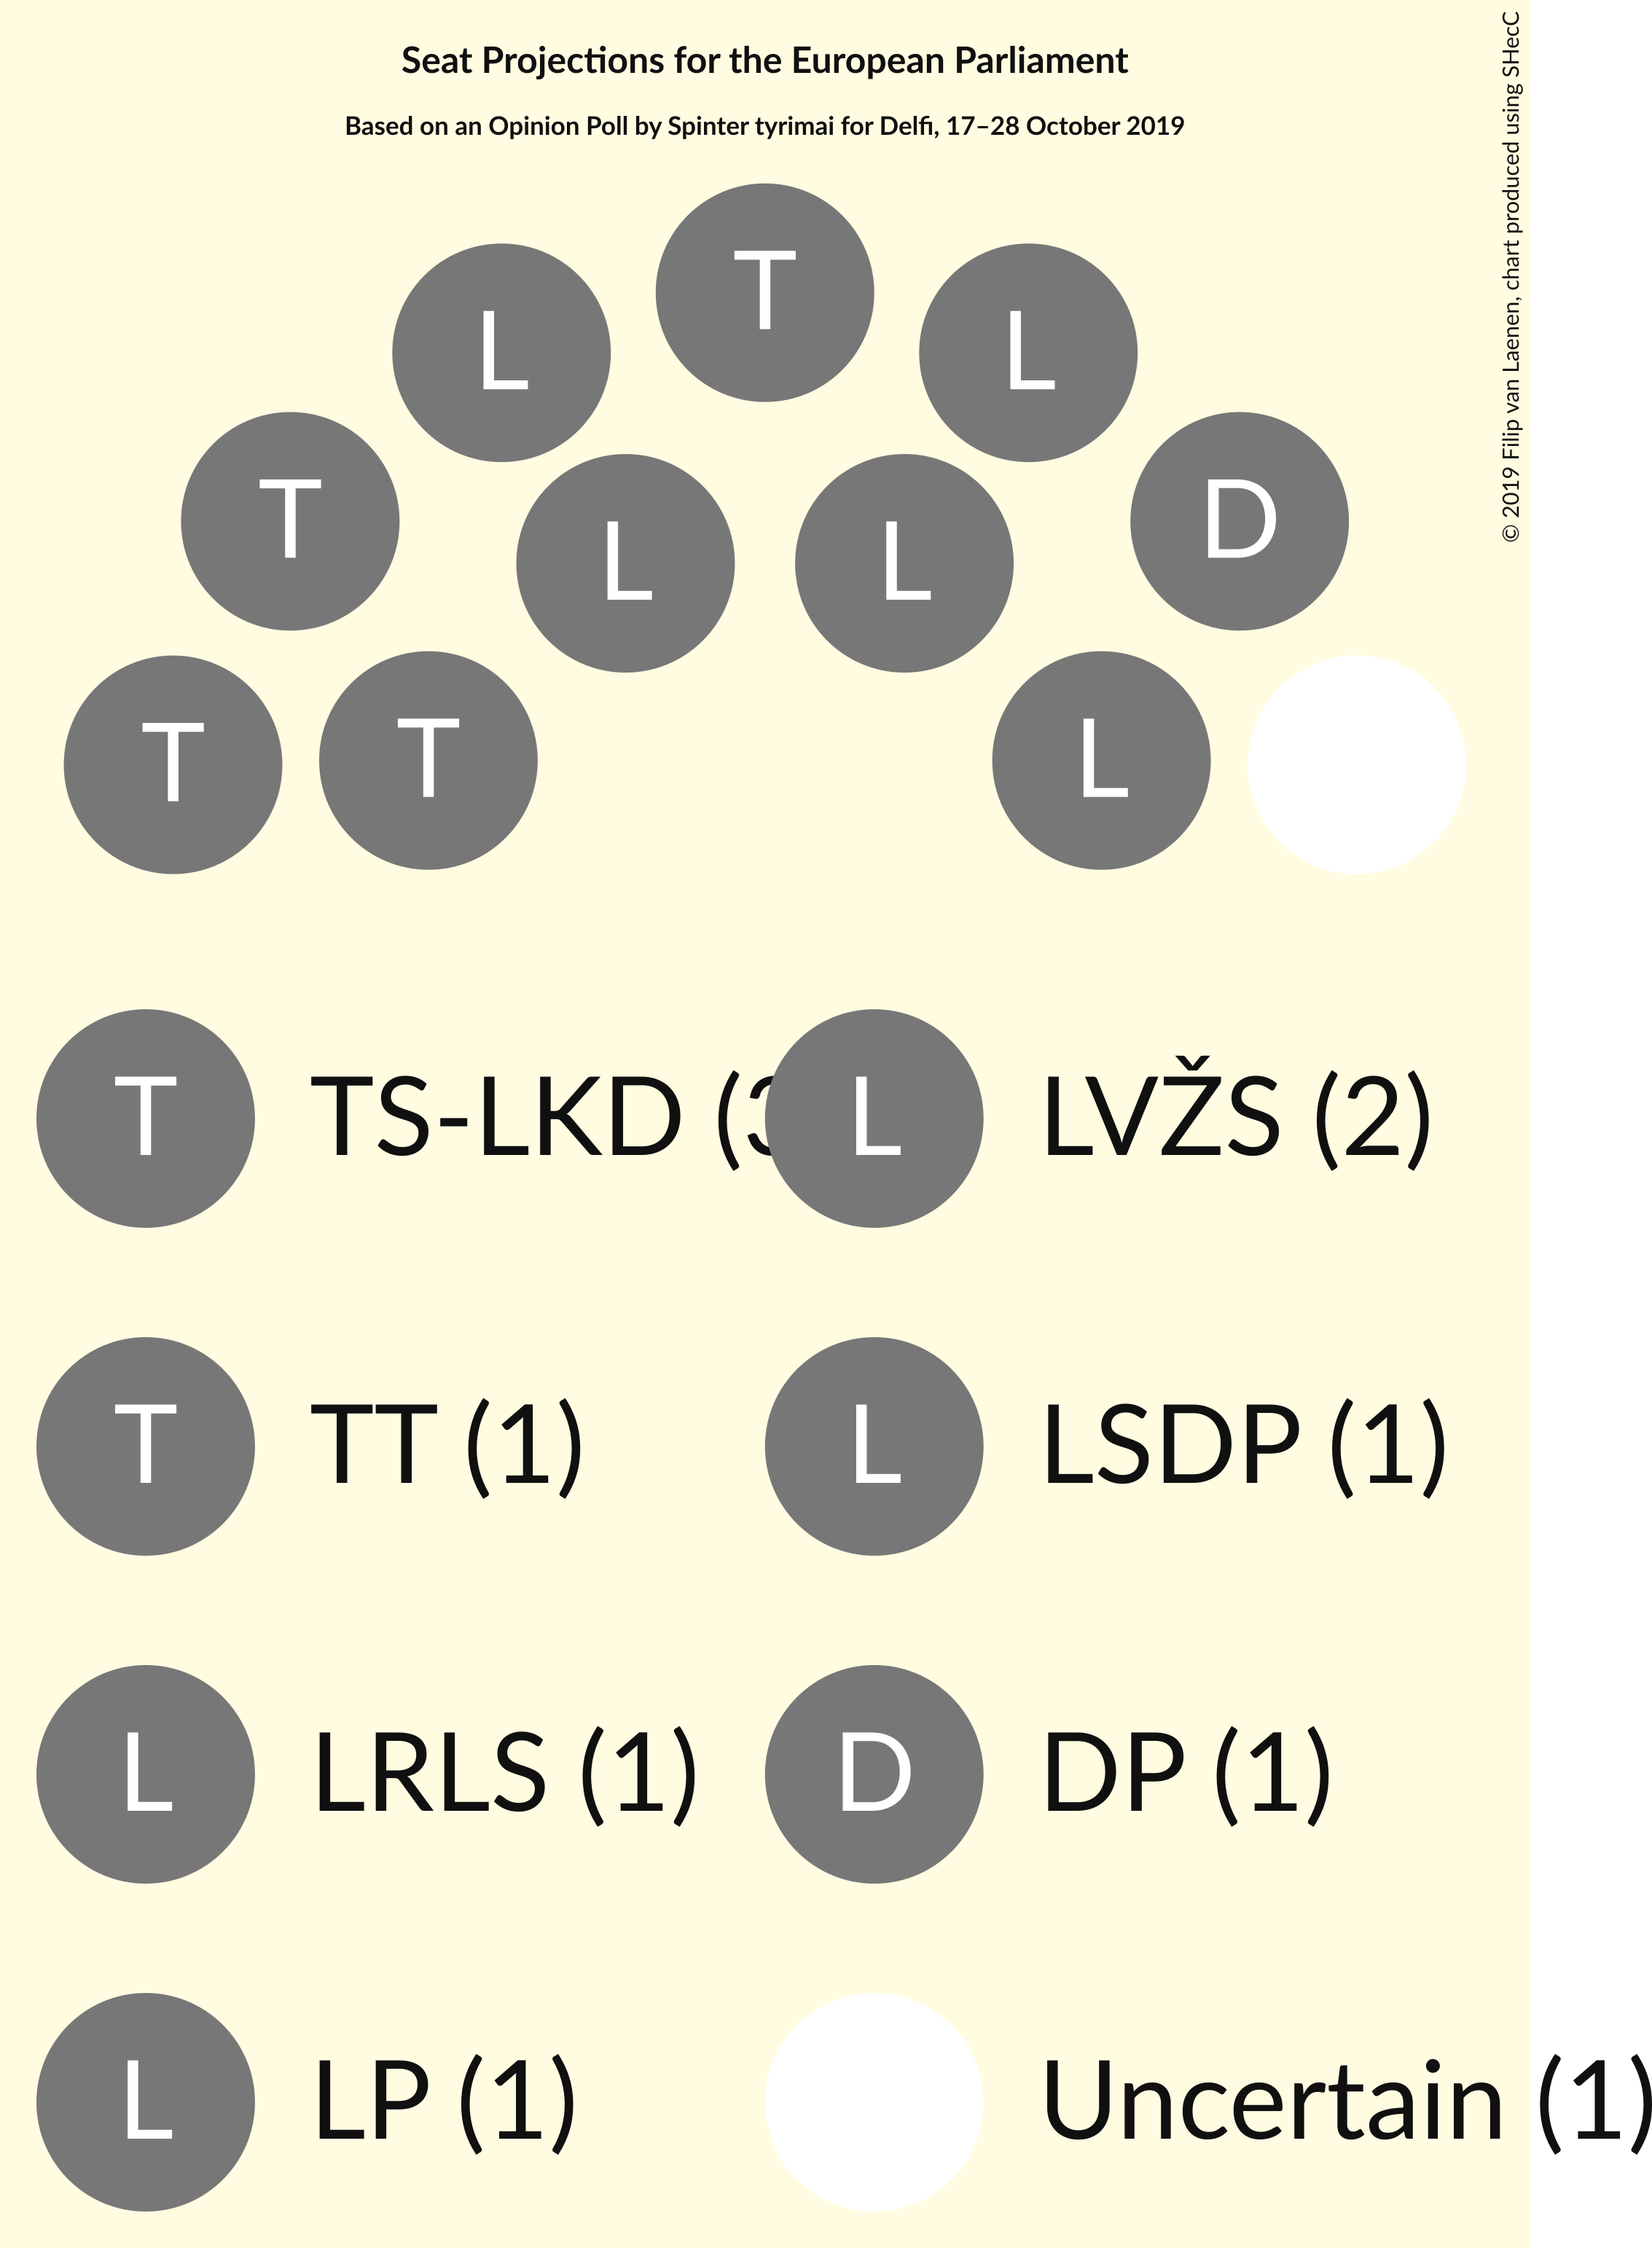 Seat Projections for the European Parliament
Based on an Opinion Poll by Spinter tyrimai for Delfi, 17–28 October 2019
© 2019 Filip van Laenen, chart produced using SHecC
T
L
L
T
L
L
D
T
L
T
L
T TS-LKD (3 L LVŽS (2)
T TT (1) L LSDP (1)
L LRLS (1) D DP (1)
L LP (1) Uncertain (1)